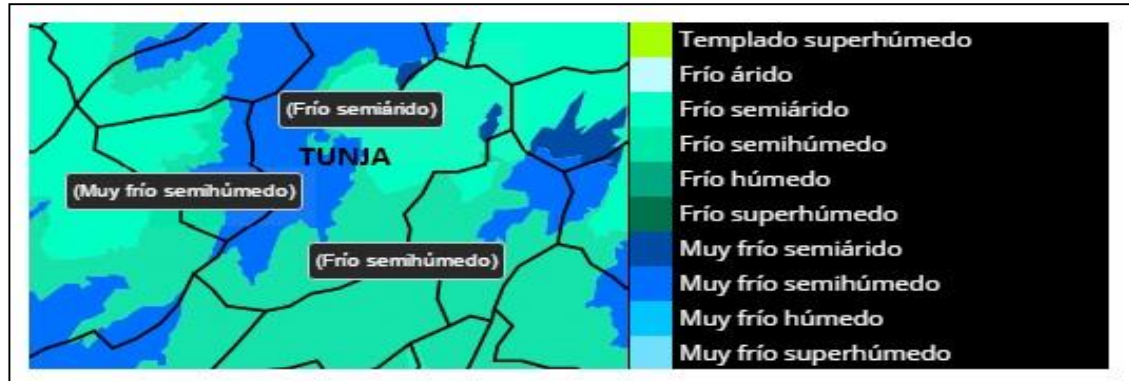 (Frío semiárido)
TUNJA
(Muy frío semihúmedo)
(Frío semihúmedo)
Templado superhúmedo
Frío árido
Frío semiárido
Frío semihúmedo
Frío húmedo
Frío superhúmedo
Muy frío semiárido
Muy frío semihúmedo
Muy frío húmedo
Muy frío superhúmedo